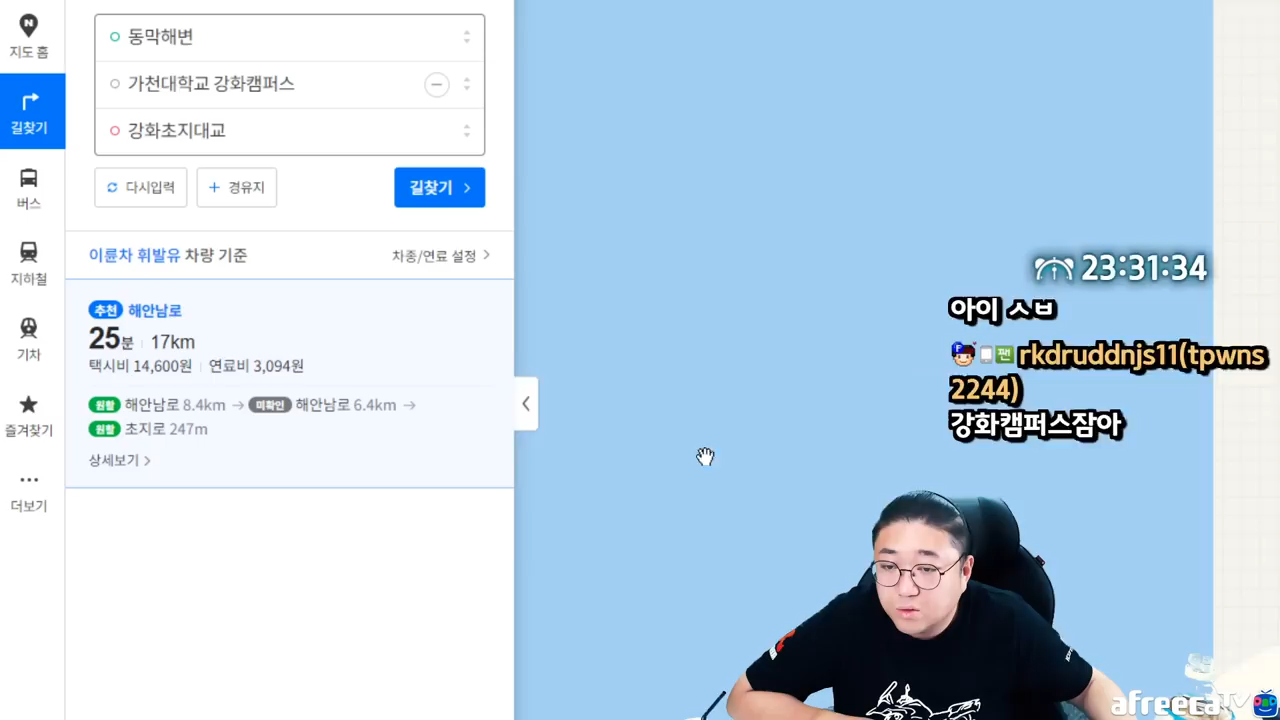 지도 홈
길찾기
버스
지하철
기차
즐겨찾기
더보기
동막해변
가천대학교 강화캠퍼스
강화초지대교
다시입력
경유지
길찾기
이륜차 휘발유 차량 기준
차종/연료 설정
추천 해안남로
25분 17km
택시비 14,600원 연료비 3,094원
원활 해안남로 8.4km → 미확인 해안남로 6.4km →
원활 초지로 247m
상세보기
23:31:34
아이 ㅅㅂ
팬 rkdruddnjs11(tpwns
2244)
강화캠퍼스잠아
afreecaTV